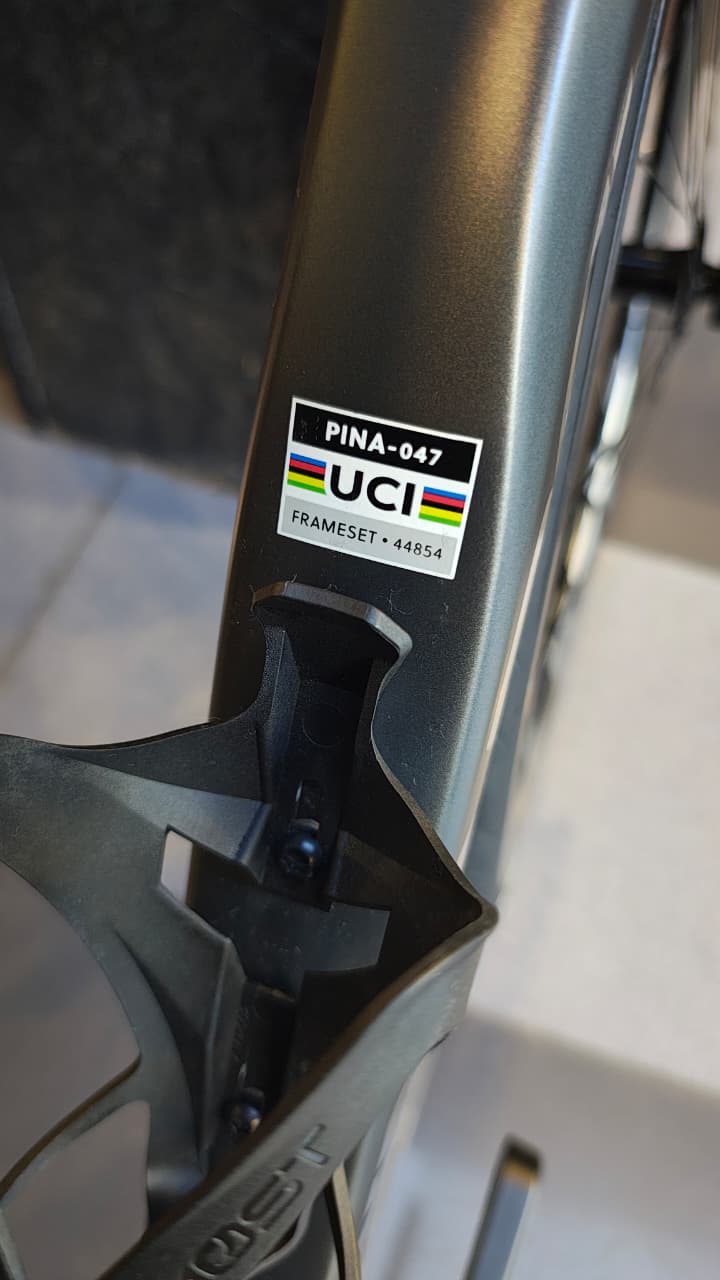 PINA-047
UCI
FRAMESET • 44854